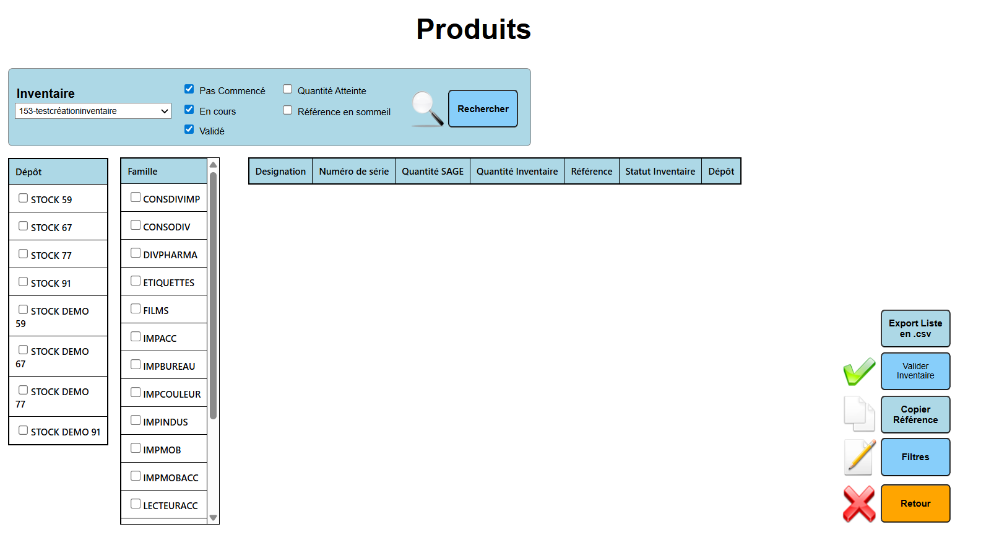 Produits
Inventaire
153-testcréationinventaire
Pas Commencé
En cours
Validé
Quantité Atteinte
Référence en sommeil
Rechercher
Dépôt
STOCK 59
STOCK 67
STOCK 77
STOCK 91
STOCK DEMO
59
STOCK DEMO
67
STOCK DEMO
77
STOCK DEMO 91
Famille
CONSDIVIMP
CONSODIV
DIVPHARMA
ETIQUETTES
FILMS
IMPACC
IMPBUREAU
IMPCOULEUR
IMPINDUS
IMPMOB
IMPMOBACC
LECTEURACC
Designation Numéro de série Quantité SAGE Quantité Inventaire Référence Statut Inventaire Dépôt
Export Liste
en .csv
Valider
Inventaire
Copier
Référence
Filtres
Retour